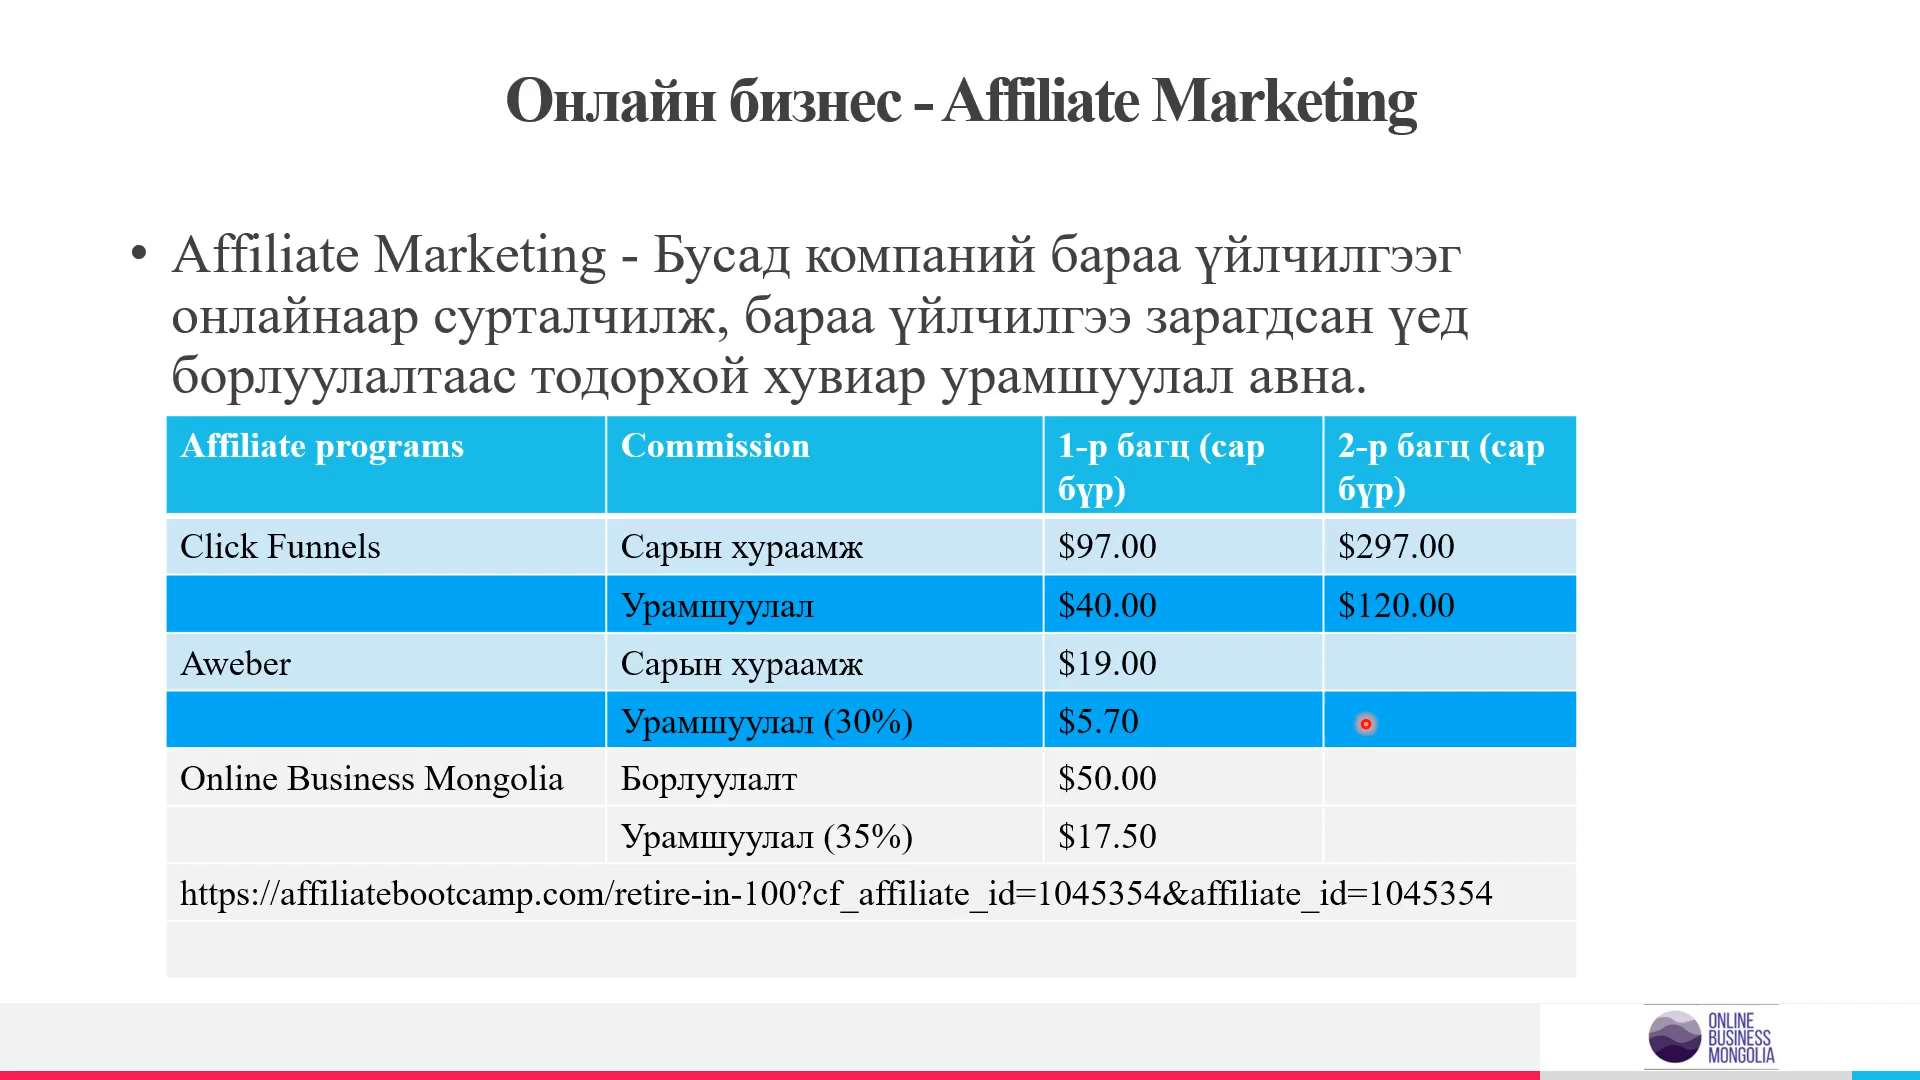 Онлайн бизнес - Affiliate Marketing
• Affiliate Marketing - Бусад компаний бараа үйлчилгээг
онлайнаар сурталчилж, бараа үйлчилгээ зарагдсан үед
борлуулалтаас тодорхой хувиар урамшуулал авна.
Affiliate programs Commission 1-р багц (сар бүр) 2-р багц (сар бүр)
Click Funnels Сарын хураамж $97.00 $297.00
Урамшуулал $40.00 $120.00
Aweber Сарын хураамж $19.00
Урамшуулал (30%) $5.70
Online Business Mongolia Борлуулалт $50.00
Урамшуулал (35%) $17.50
https://affiliatebootcamp.com/retire-in-100?cf_affiliate_id=1045354&affiliate_id=1045354
ONLINE
BUSINESS
MONGOLIA